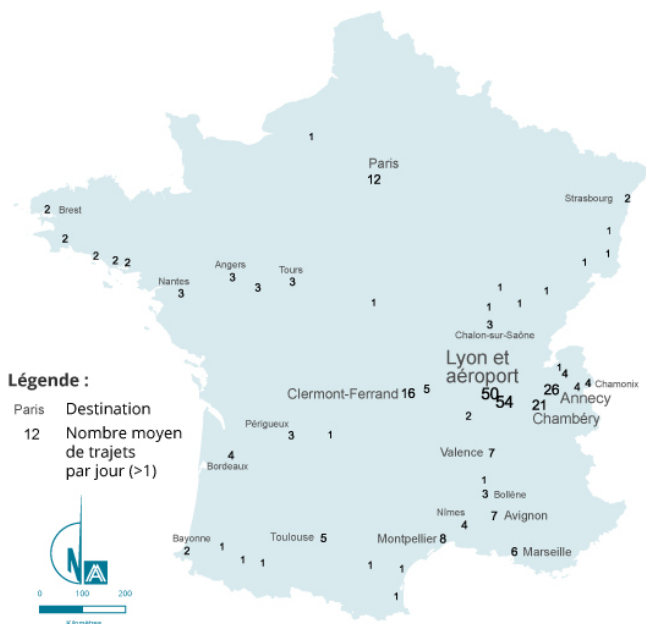 1
Paris
12
Strasbourg 2
2 Brest
2
1
2 2 2
1
1
Angers
3
3
Tours
3
Nantes
3
1
1
1
1
1
3
Chalon-sur-Saône
Lyon et
aéroport
50
54
1
4
4
4 Chamonix
26
Annecy
21
Chambéry
Clermont-Ferrand 16
5
2
Légende :
Paris Destination
12 Nombre moyen
de trajets
par jour (>1)
Périgueux
3
1
4
Bordeaux
Valence 7
1
3
Bollène
7 Avignon
Nîmes
4
Bayonne
2
1
1
1
Toulouse 5
Montpellier 8
6 Marseille
1
1
1
N A
0 100 200
Kilomètres